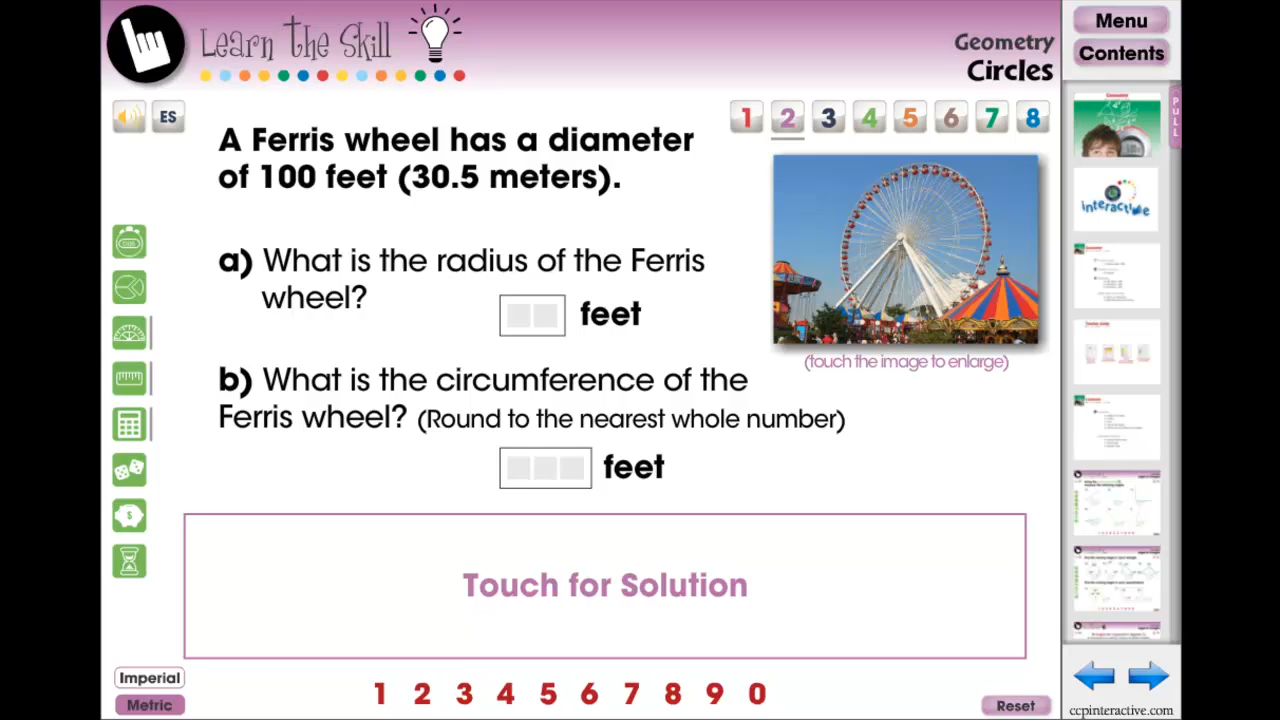 Learn the Skill
Geometry
Circles
Menu
Contents
ES
1 2 3 4 5 6 7 8
PULL
A Ferris wheel has a diameter
of 100 feet (30.5 meters).
a) What is the radius of the Ferris
wheel?
feet
(touch the image to enlarge)
b) What is the circumference of the
Ferris wheel? (Round to the nearest whole number)
feet
Touch for Solution
interactive
$
Imperial
Metric
1 2 3 4 5 6 7 8 9 0
Reset
ccpinteractive.com